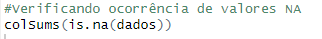 #Verificando ocorrência de valores NA
colSums(is.na(dados))